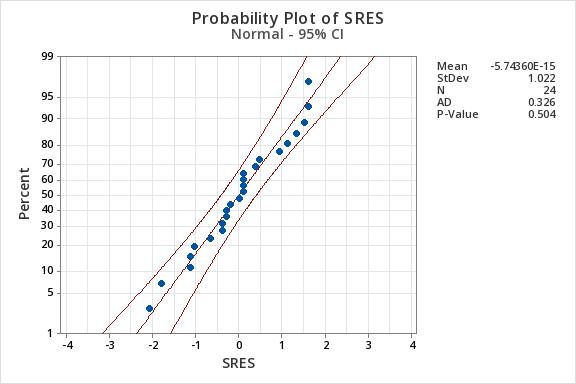 Probability Plot of SRES
Normal - 95% CI
Mean -5.74360E-15
StDev 1.022
N 24
AD 0.326
P-Value 0.504
Percent
99
95
90
80
70
60
50
40
30
20
10
5
1
-4 -3 -2 -1 0 1 2 3 4
SRES